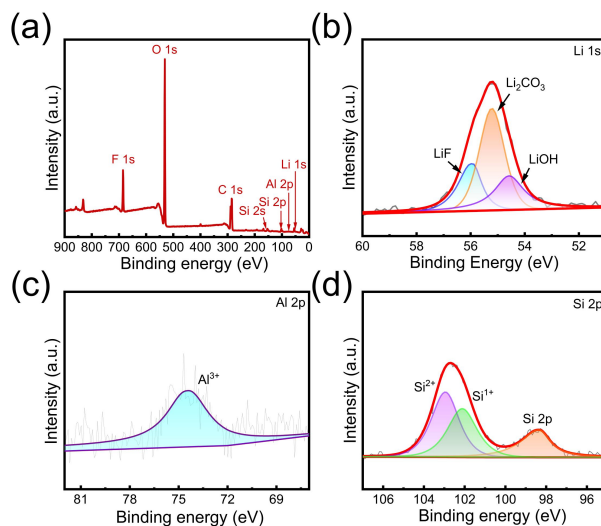 (a)
O 1s
F 1s
C 1s
Si 2s
Si 2p
Al 2p
Li 1s
Intensity (a.u.)
900 800 700 600 500 400 300 200 100 0
Binding energy (eV)
(b)
Li 1s
Li₂CO₃
LiF
LiOH
Intensity (a.u.)
60 58 56 54 52
Binding Energy (eV)
(c)
Al 2p
Al³⁺
Intensity (a.u.)
81 78 75 72 69
Binding energy (eV)
(d)
Si 2p
Si²⁺
Si¹⁺
Si 2p
Intensity (a.u.)
106 104 102 100 98 96
Binding energy (eV)